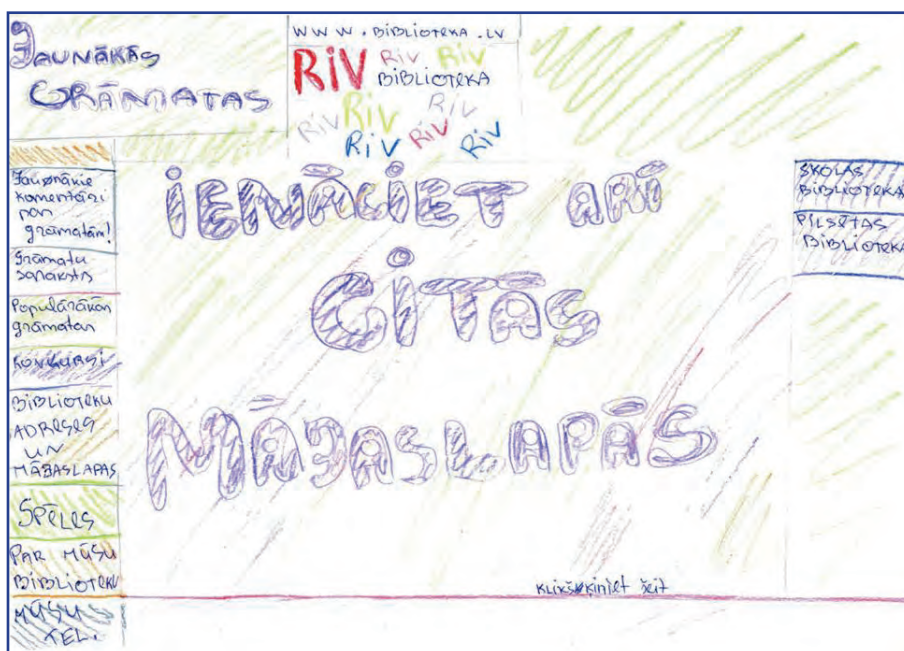 JAUNĀKĀS
GRĀMATAS
WWW.BIBLIOTEKA.LV
RiV RiV RiV
BIBLIOTEKA
RiV RiV RiV
RiV RiV RiV
Jaunākie
komentāri
par
grāmatām!
Grāmatu
saraksts
Populārākās
grāmatas
KONKURSI
BIBLIOTEKU
ADRESES
UN
MĀJASLAPAS
SPĒLES
PAR MŪSU
BIBLIOTEKU
MŪSU
TEL.
IENĀCIET ARĪ
CITĀS
MĀJASLAPĀS
Klikšķiniet šeit
SKOLAS
BIBLIOTEKA
PILSĒTAS
BIBLIOTEKA